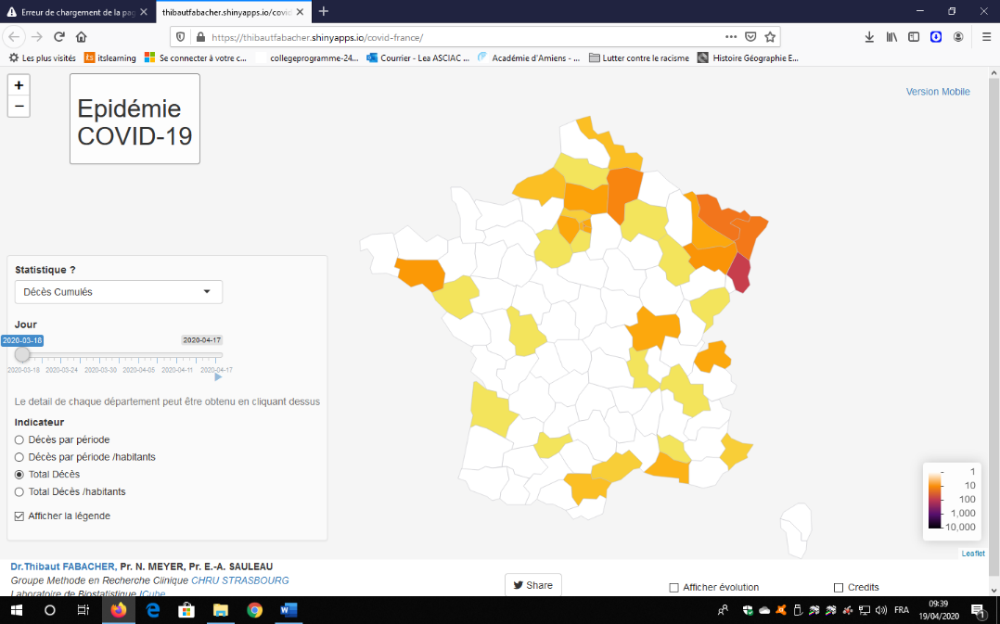 Erreur de chargement de la pag
thibautfabacher.shinyapps.io/covid
https://thibautfabacher.shinyapps.io/covid-france/
Les plus visités
its itslearning
Se connecter à votre c...
collegeprogramme-24...
Courrier - Lea ASCIAC ...
Académie d'Amiens - ...
Lutter contre le racisme
Histoire Géographie E...
+
−
Epidémie
COVID-19
Version Mobile
Statistique ?
Décès Cumulés
Jour
2020-03-18
2020-04-17
2020-03-18 2020-03-24 2020-03-30 2020-04-05 2020-04-11 2020-04-17
Le detail de chaque département peut être obtenu en cliquant dessus
Indicateur
Décès par période
Décès par période /habitants
Total Décès
Total Décès /habitants
Afficher la légende
1
10
100
1,000
10,000
Leaflet
Dr.Thibaut FABACHER, Pr. N. MEYER, Pr. E.-A. SAULEAU
Groupe Methode en Recherche Clinique CHRU STRASBOURG
Laboratoire de Biostatistique ICube
Share
Afficher évolution
Credits
FRA
09:39
19/04/2020
1